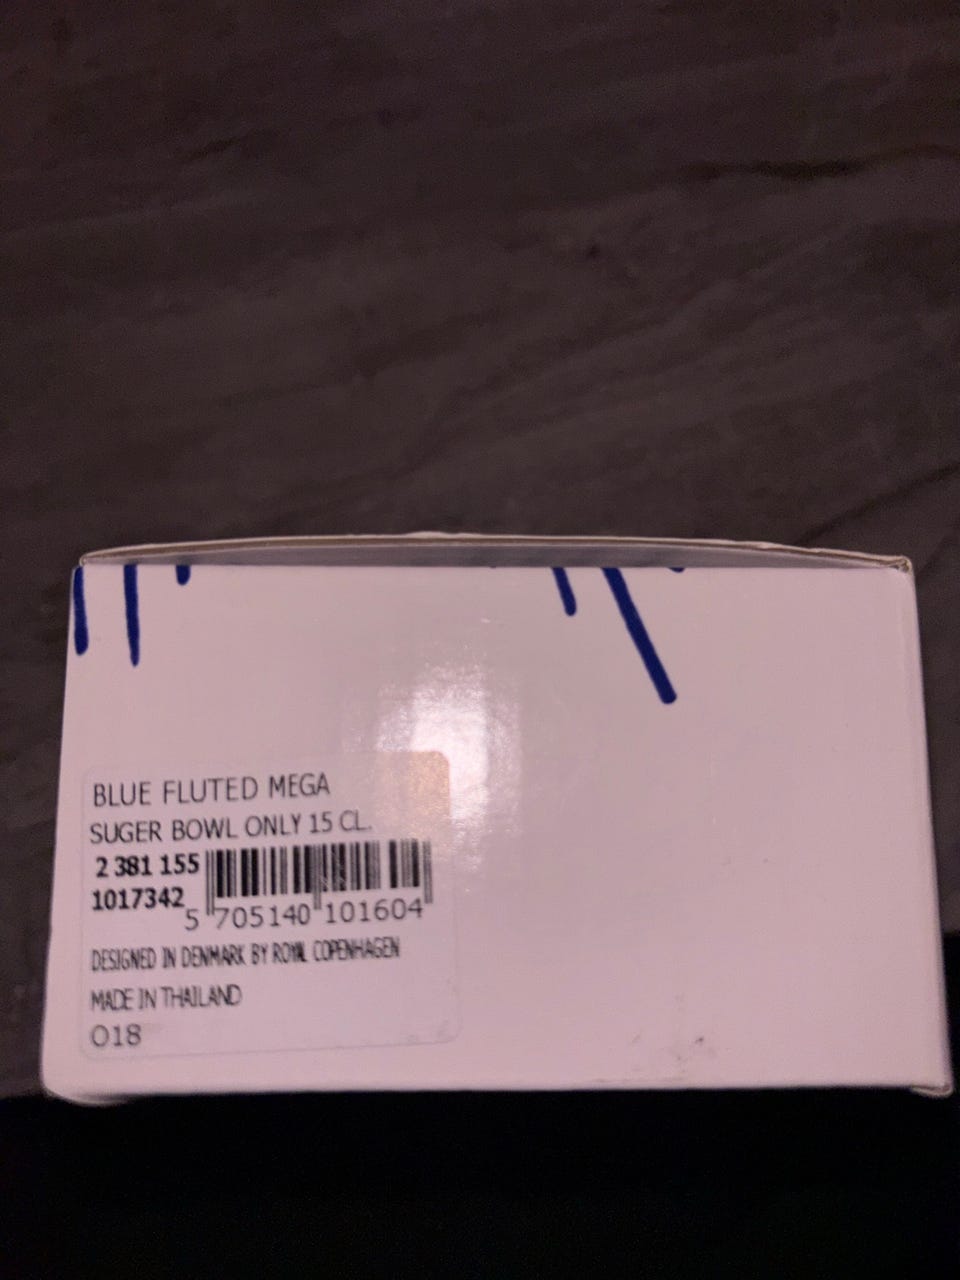 BLUE FLUTED MEGA
SUGER BOWL ONLY 15 CL.
2 381 155
1017342
5 705140 101604
DESIGNED IN DENMARK BY ROYAL COPENHAGEN
MADE IN THAILAND
O18